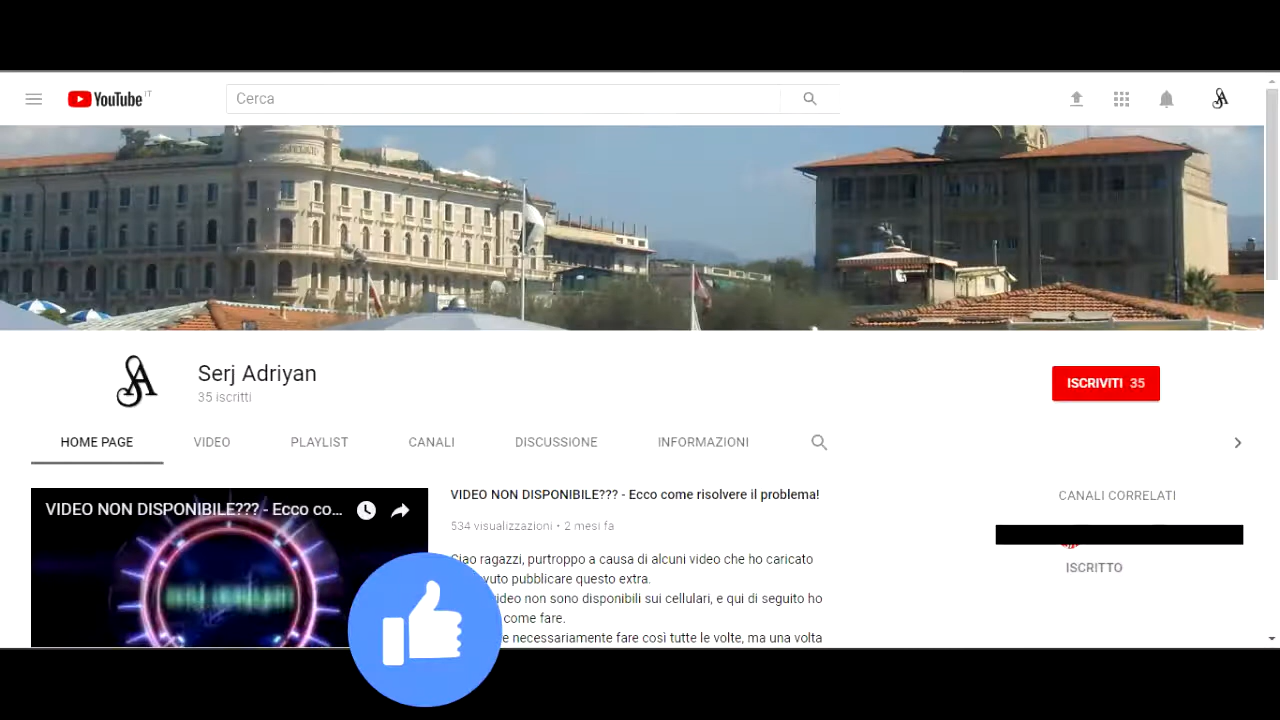 YouTube IT
Cerca
Serj Adriyan
35 iscritti
ISCRIVITI 35
HOME PAGE
VIDEO
PLAYLIST
CANALI
DISCUSSIONE
INFORMAZIONI
VIDEO NON DISPONIBILE??? - Ecco co...
VIDEO NON DISPONIBILE??? - Ecco come risolvere il problema!
534 visualizzazioni • 2 mesi fa
Ciao ragazzi, purtroppo a causa di alcuni video che ho caricato
vuto pubblicare questo extra.
ideo non sono disponibili sui cellulari, e qui di seguito ho
come fare.
e necessariamente fare così tutte le volte, ma una volta
CANALI CORRELATI
ISCRITTO